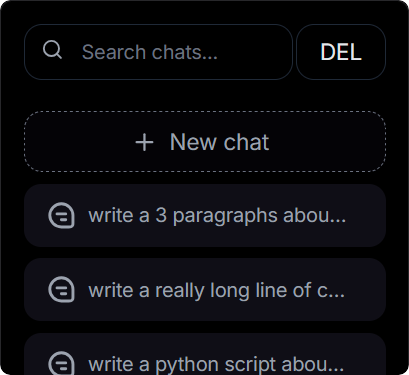 Search chats...
DEL
+ New chat
write a 3 paragraphs abou...
write a really long line of c...
write a python script abou...